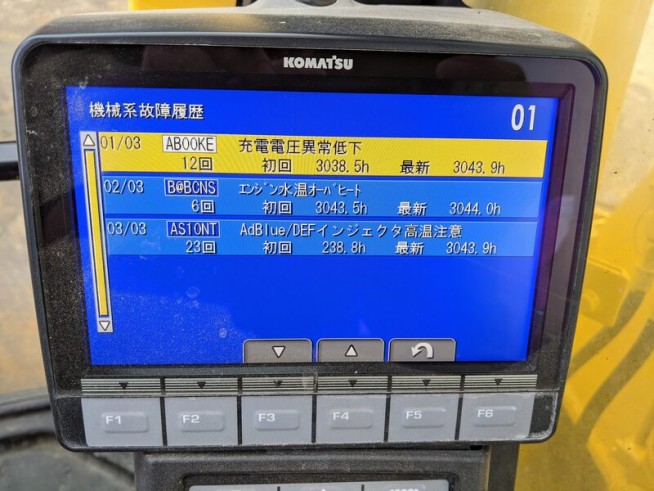 KOMATSU
機械系故障履歴 01
01/03 AB00KE 充電電圧異常低下
12回 初回 3038.5h 最新 3043.9h
02/03 B@BCNS エンジン水温オーバヒート
6回 初回 3043.5h 最新 3044.0h
03/03 AS10NT AdBlue/DEFインジェクタ高温注意
23回 初回 238.8h 最新 3043.9h
F1 F2 F3 F4 F5 F6